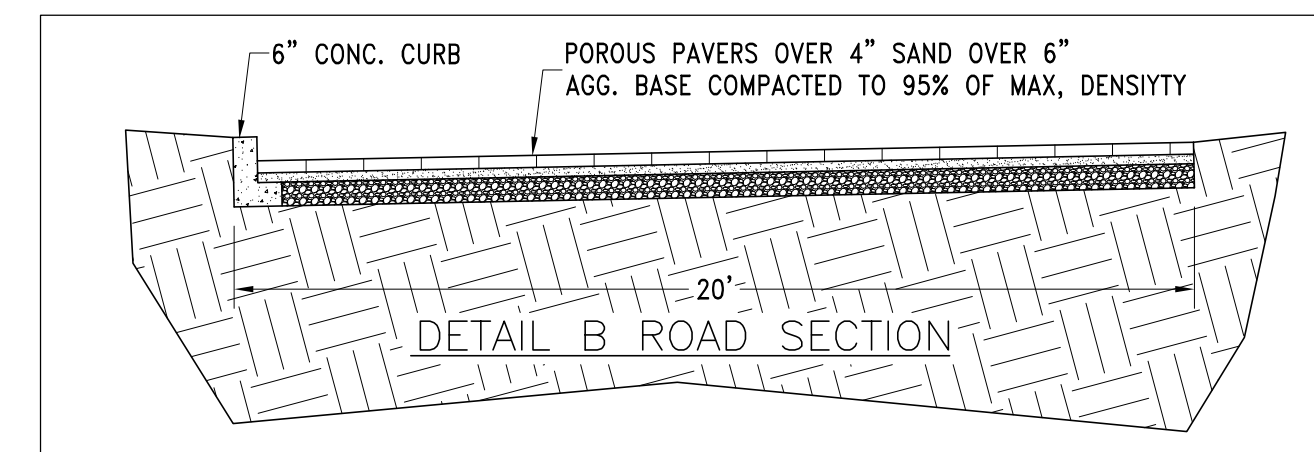 6” CONC. CURB
POROUS PAVERS OVER 4” SAND OVER 6”
AGG. BASE COMPACTED TO 95% OF MAX, DENSIYTY
20'
DETAIL B ROAD SECTION